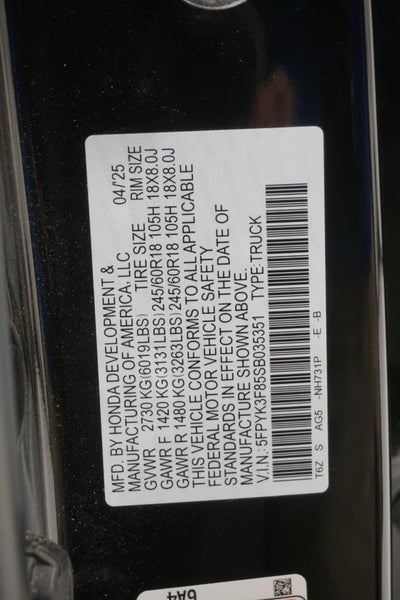 MFD. BY HONDA DEVELOPMENT &
MANUFACTURING OF AMERICA, LLC 04/'25
GVWR 2730 KG(6019LBS) TIRE SIZE RIM SIZE
GAWR F 1420 KG(3131LBS)245/60R18 105H 18X8.0J
GAWR R 1480 KG(3263LBS)245/60R18 105H 18X8.0J
THIS VEHICLE CONFORMS TO ALL APPLICABLE
FEDERAL MOTOR VEHICLE SAFETY
STANDARDS IN EFFECT ON THE DATE OF
MANUFACTURE SHOWN ABOVE.
V.I.N.:5FPYK3F85SB035351 TYPE:TRUCK
T6Z S AG5 -NH731P -E -B